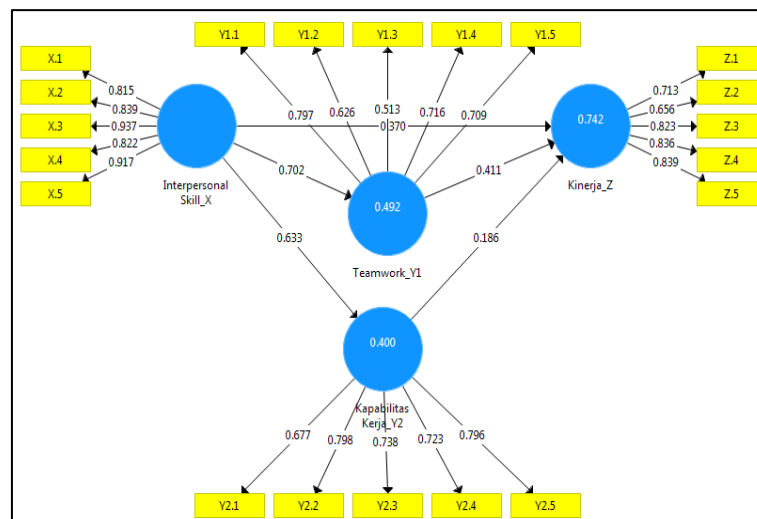 Y1.1 Y1.2 Y1.3 Y1.4 Y1.5
X.1
X.2
X.3
X.4
X.5
0.815
0.839
0.937
0.822
0.917
Interpersonal
Skill_X
0.797
0.626
0.513
0.716
0.709
0.370
0.702
0.633
0.492
Teamwork_Y1
0.411
0.186
0.742
Kinerja_Z
0.713
0.656
0.823
0.836
0.839
Z.1
Z.2
Z.3
Z.4
Z.5
0.400
Kapabilitas
Kerja_Y2
0.677
0.798
0.738
0.723
0.796
Y2.1 Y2.2 Y2.3 Y2.4 Y2.5